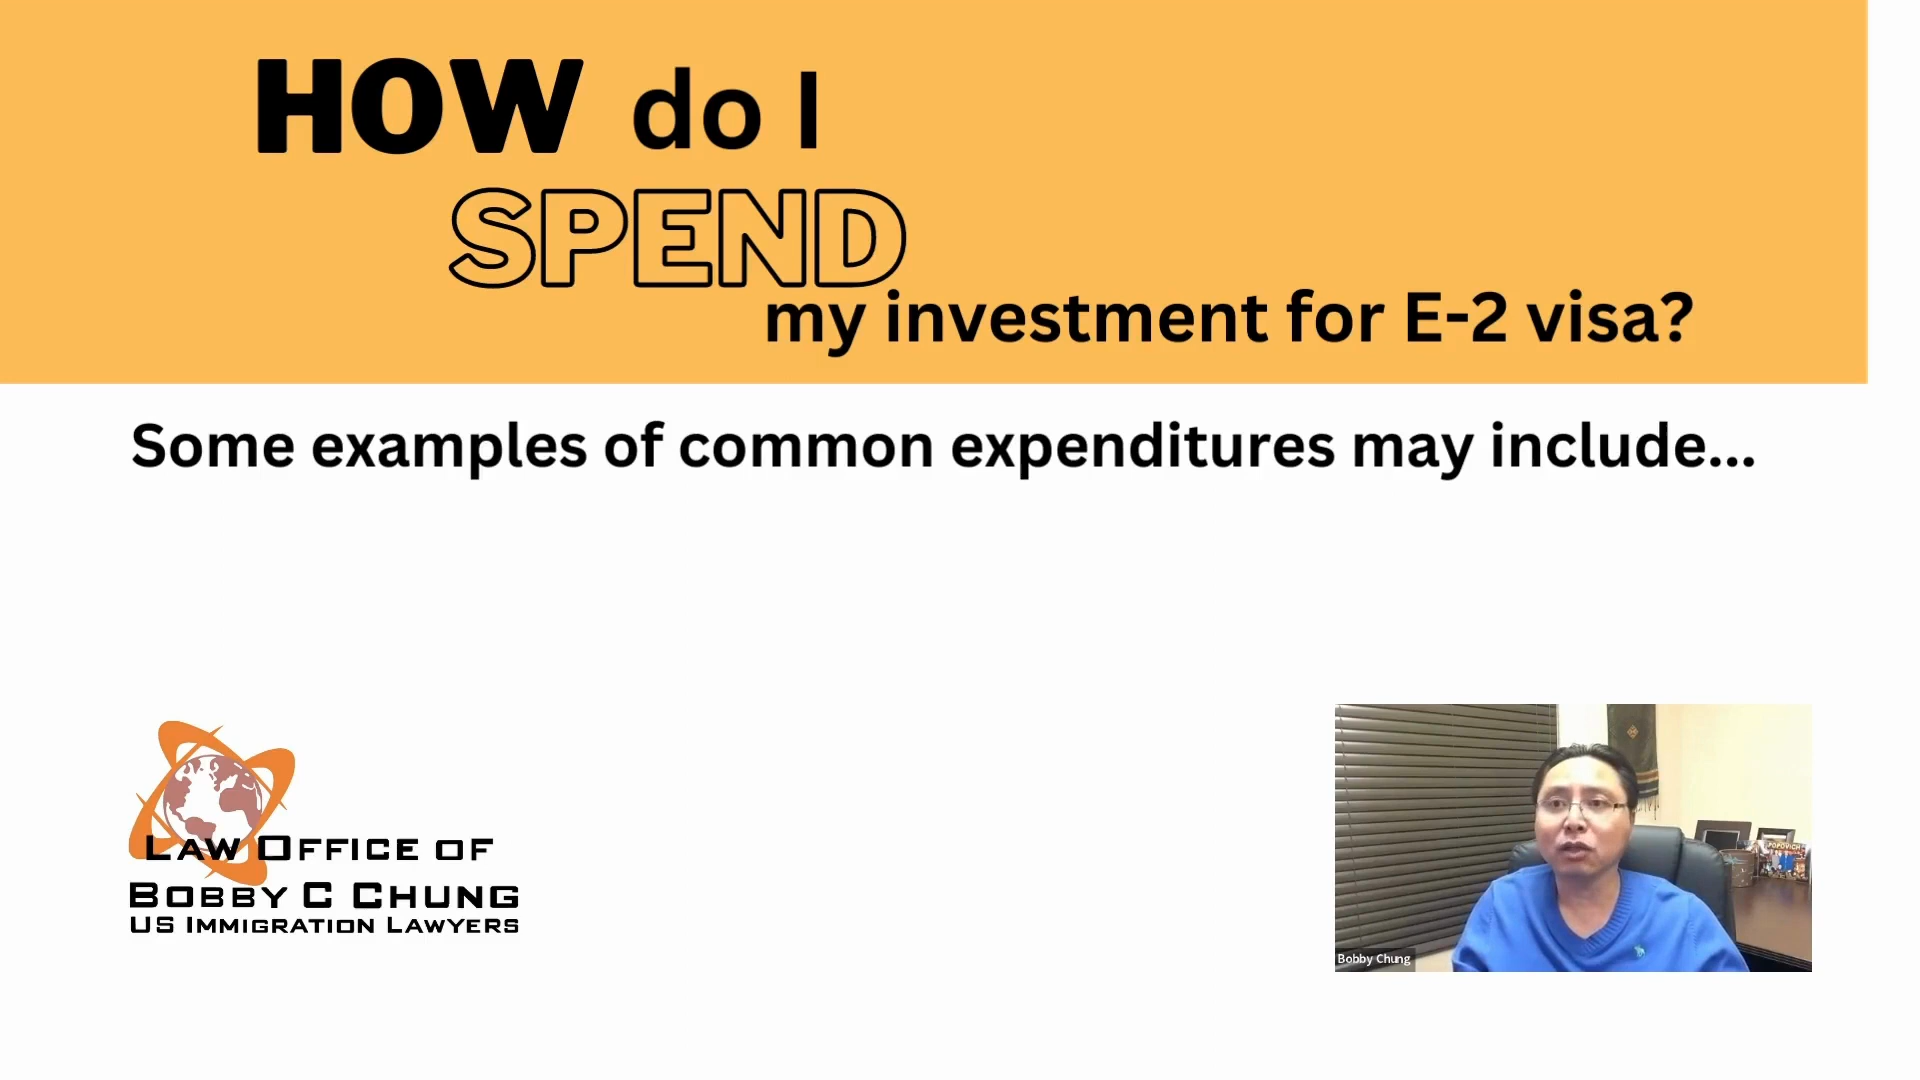 HOW do I
SPEND
my investment for E-2 visa?
Some examples of common expenditures may include...
LAW OFFICE OF
BOBBY C CHUNG
US IMMIGRATION LAWYERS
POPOVICH
Bobby Chung